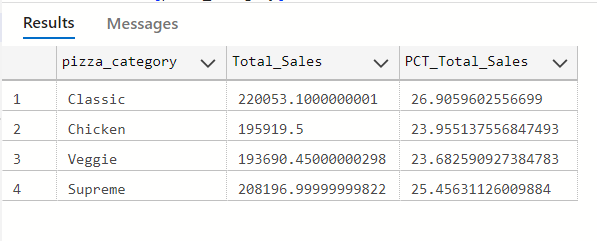 Results Messages
pizza_category Total_Sales PCT_Total_Sales
1 Classic 220053.1000000001 26.9059602556699
2 Chicken 195919.5 23.955137556847493
3 Veggie 193690.45000000298 23.682590927384783
4 Supreme 208196.99999999822 25.45631126009884